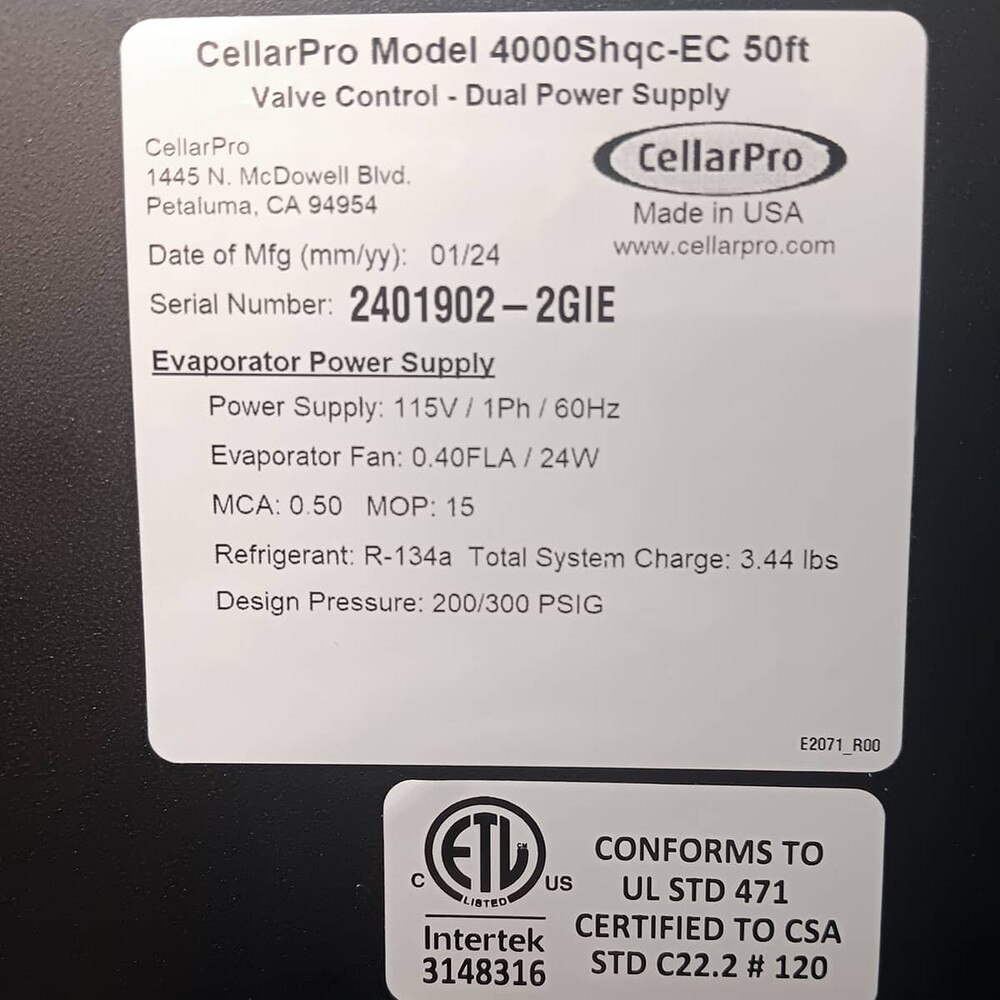 CellarPro Model 4000Shqc-EC 50ft
Valve Control - Dual Power Supply
CellarPro
1445 N. McDowell Blvd.
Petaluma, CA 94954
CellarPro
Made in USA
www.cellarpro.com
Date of Mfg (mm/yy): 01/24
Serial Number: 2401902-2GIE
Evaporator Power Supply
Power Supply: 115V / 1Ph / 60Hz
Evaporator Fan: 0.40FLA / 24W
MCA: 0.50 MOP: 15
Refrigerant: R-134a Total System Charge: 3.44 lbs
Design Pressure: 200/300 PSIG
E2071_R00
ETL CM
C US
LISTED
Intertek
3148316
CONFORMS TO
UL STD 471
CERTIFIED TO CSA
STD C22.2 # 120